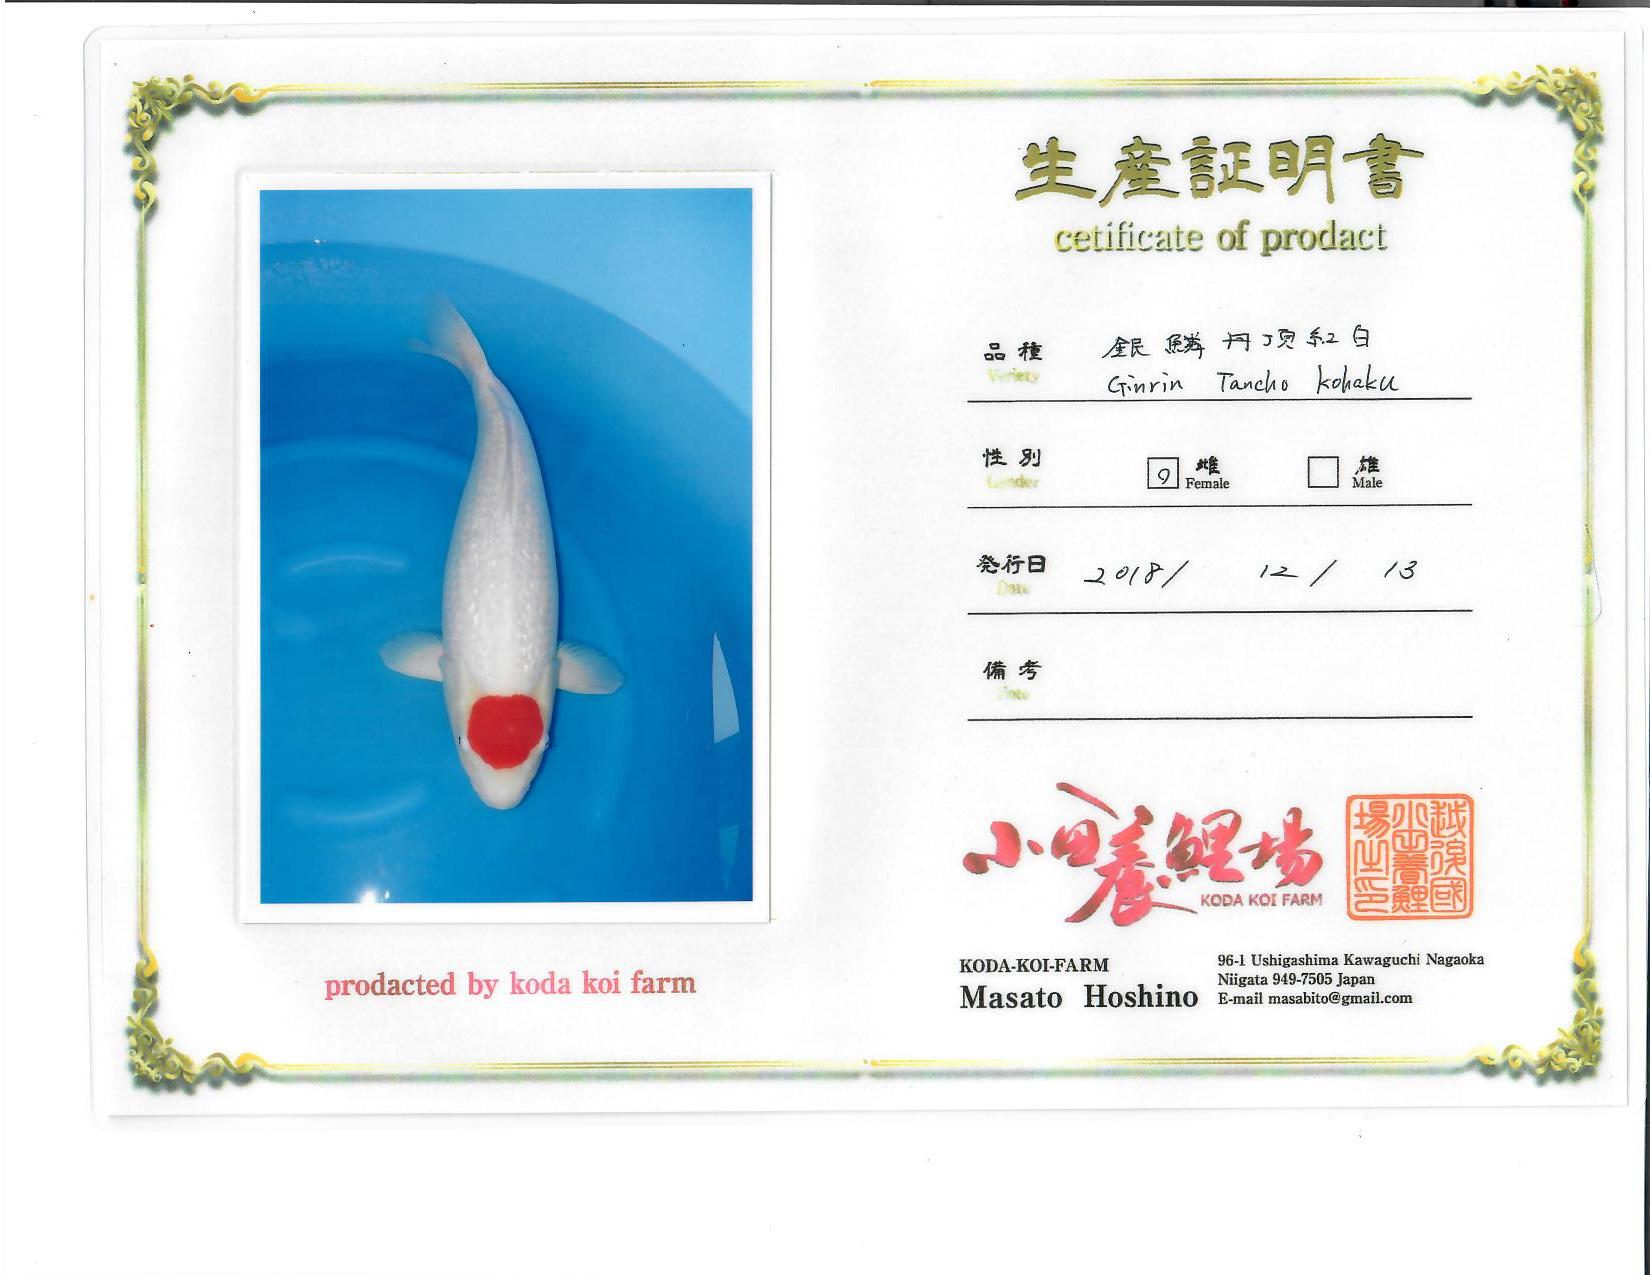 生産証明書
cetificate of prodact
品種 銀鱗丹頂紅白
Variety Ginrin Tancho Kohaku
性別 雌 雄
Gender Female Male
発行日 2018/ 12/ 13
Date
備考
Note
小田養鯉場
KODA KOI FARM
越後國小田養鯉場之印
prodacted by koda koi farm
KODA-KOI-FARM
Masato Hoshino
96-1 Ushigashima Kawaguchi Nagaoka
Niigata 949-7505 Japan
E-mail masabito@gmail.com